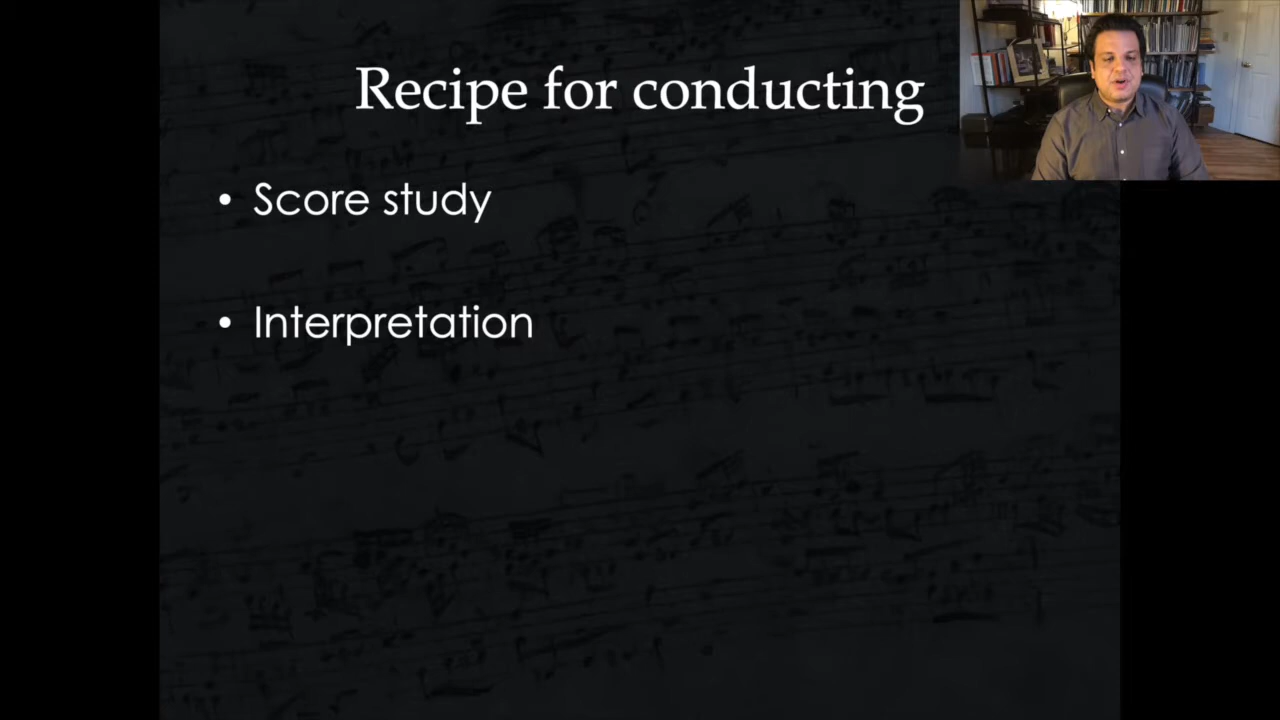 Recipe for conducting
• Score study
• Interpretation